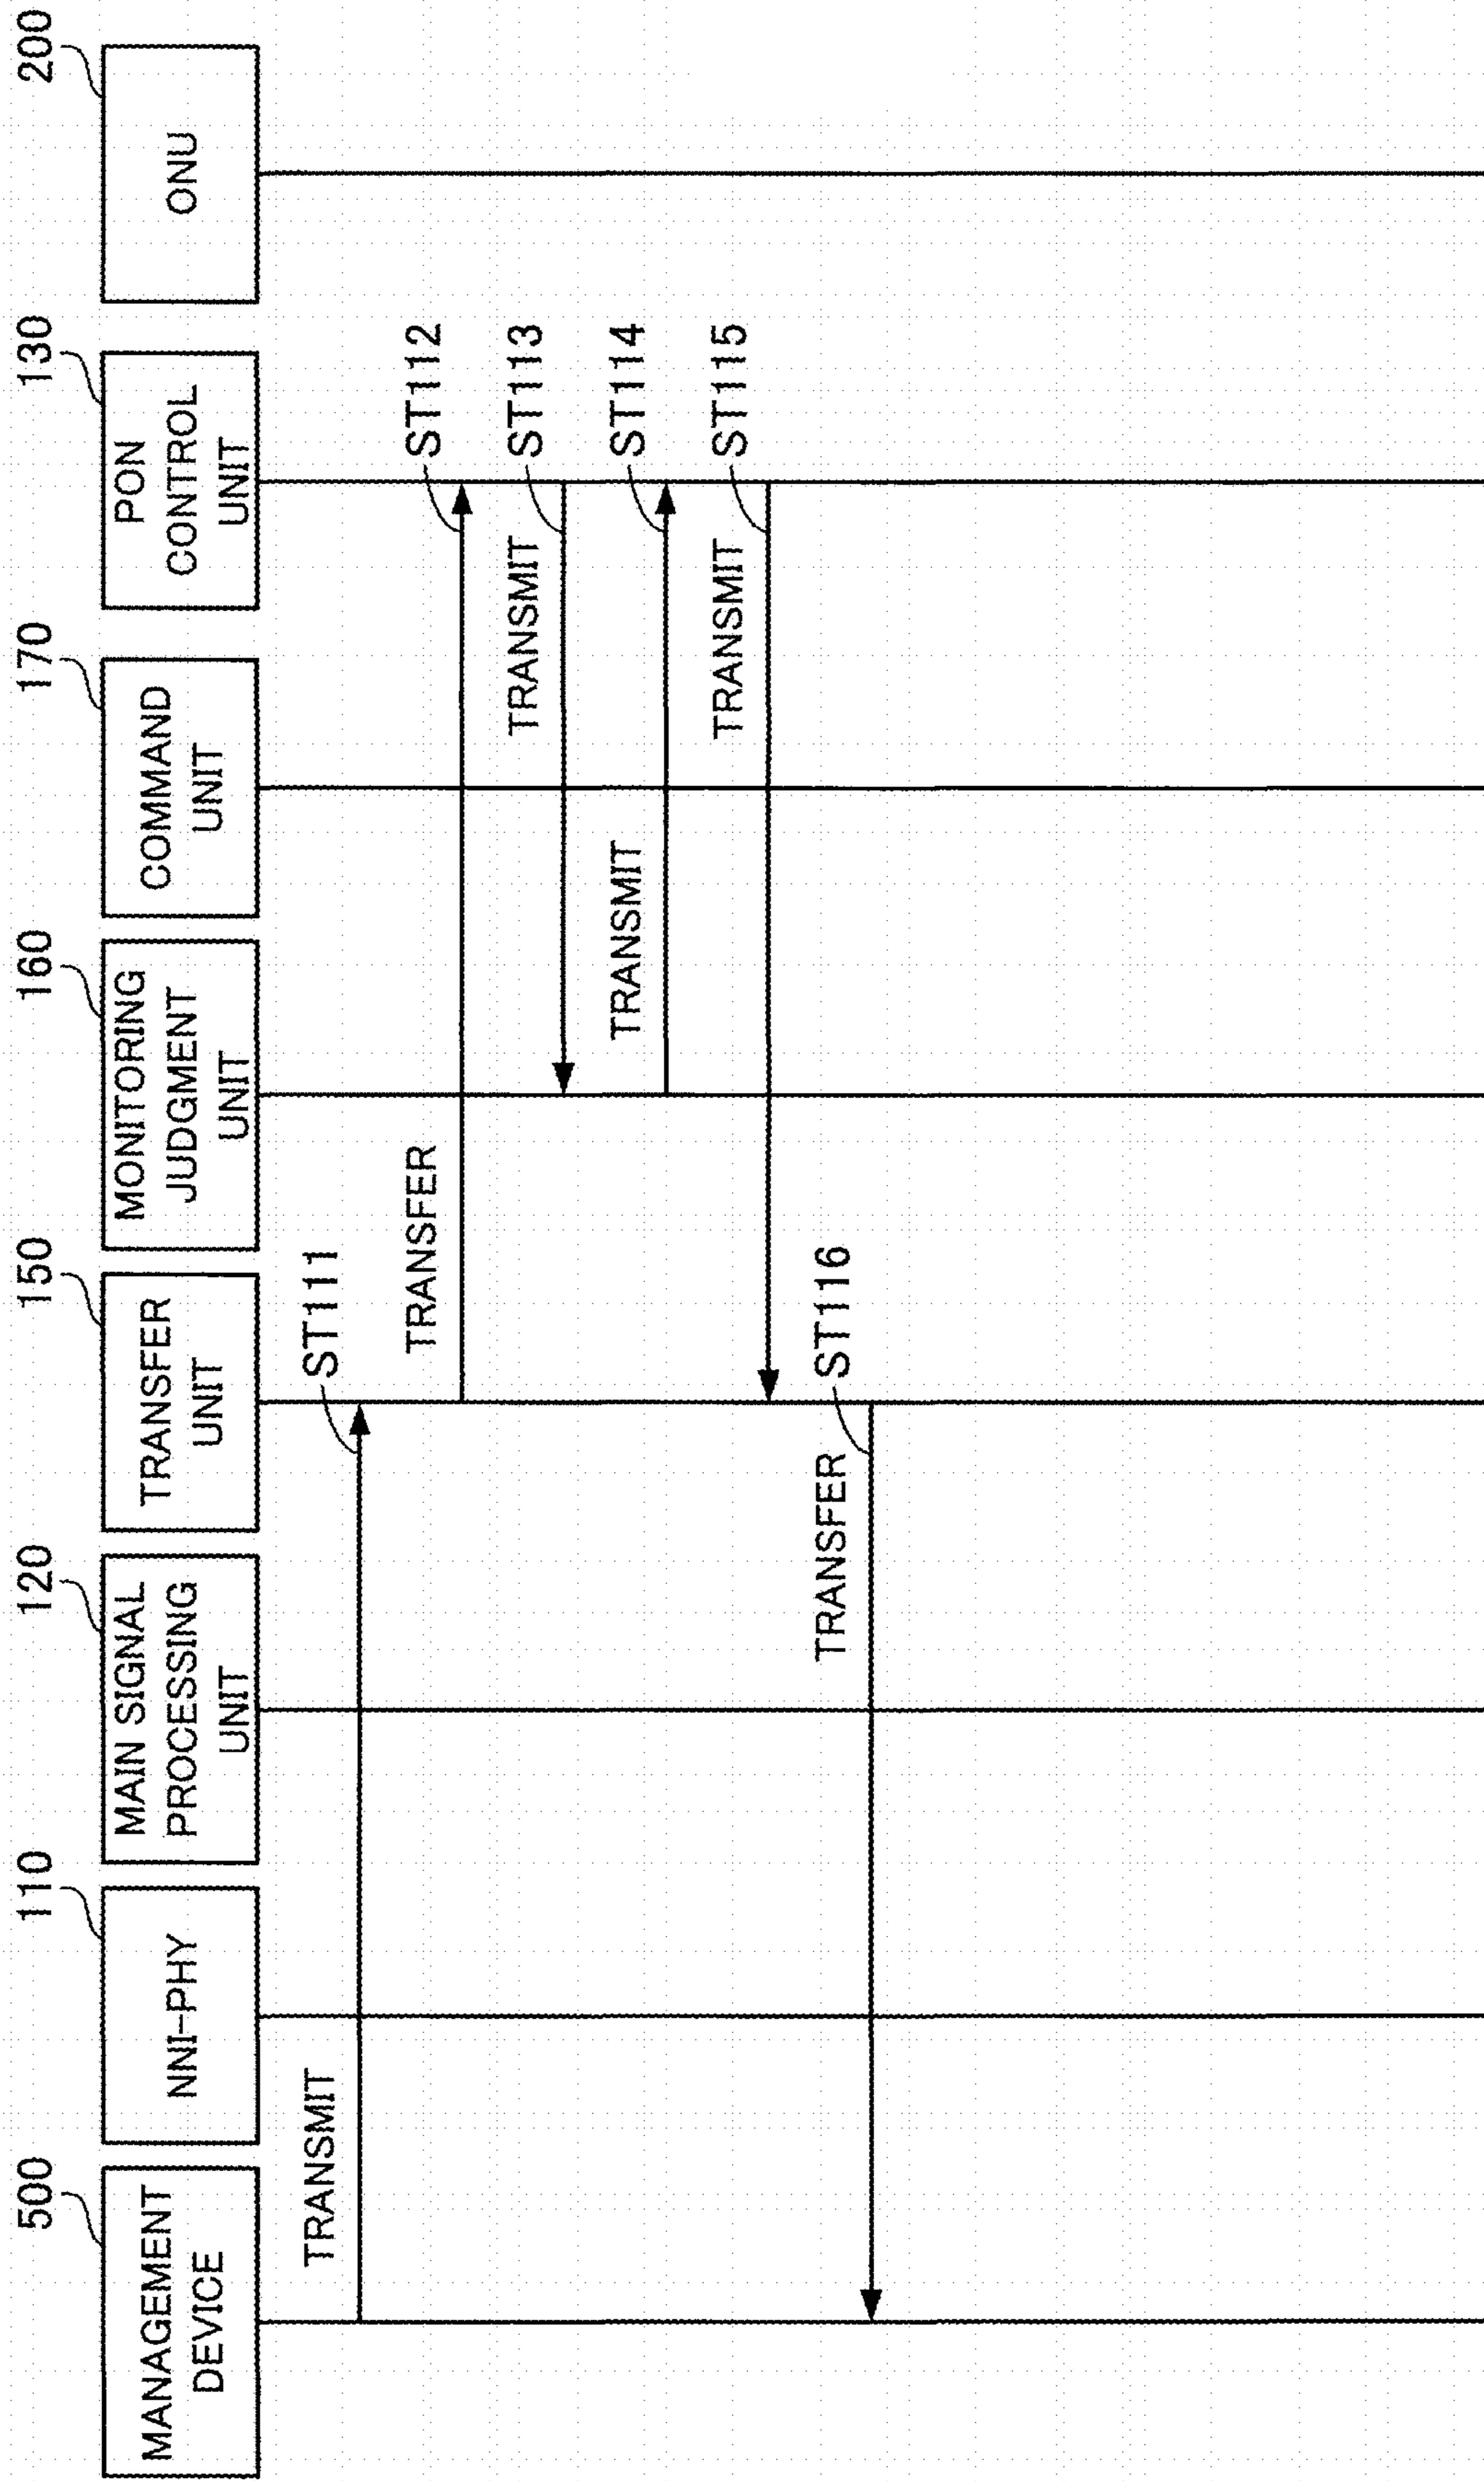 500
MANAGEMENT
DEVICE
110
NNI-PHY
120
MAIN SIGNAL
PROCESSING
UNIT
150
TRANSFER
UNIT
160
MONITORING
JUDGMENT
UNIT
170
COMMAND
UNIT
130
PON
CONTROL
UNIT
200
ONU
TRANSMIT
ST111
TRANSFER
ST112
TRANSMIT
ST113
TRANSMIT
ST114
TRANSMIT
ST115
TRANSFER
ST116